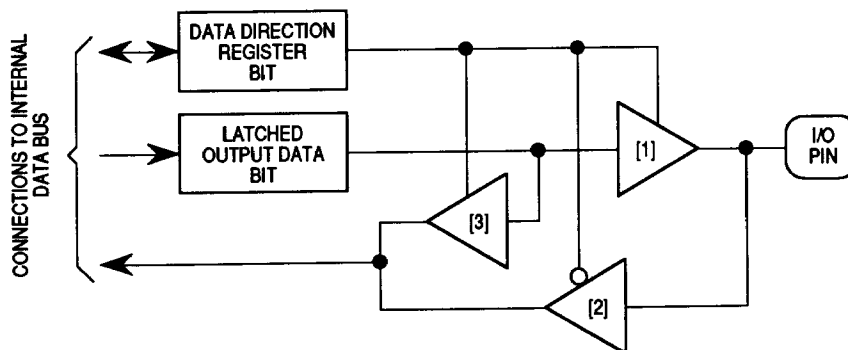 CONNECTIONS TO INTERNAL
DATA BUS
DATA DIRECTION
REGISTER
BIT
LATCHED
OUTPUT DATA
BIT
[1]
I/O
PIN
[3]
[2]